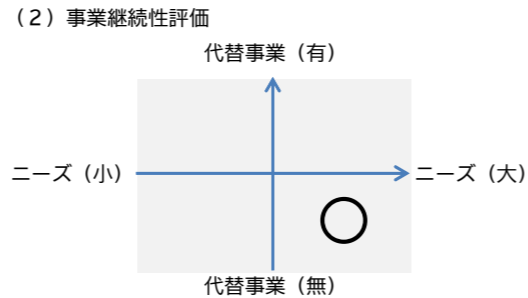 （2）事業継続性評価
代替事業（有）
ニーズ（小）
ニーズ（大）
代替事業（無）